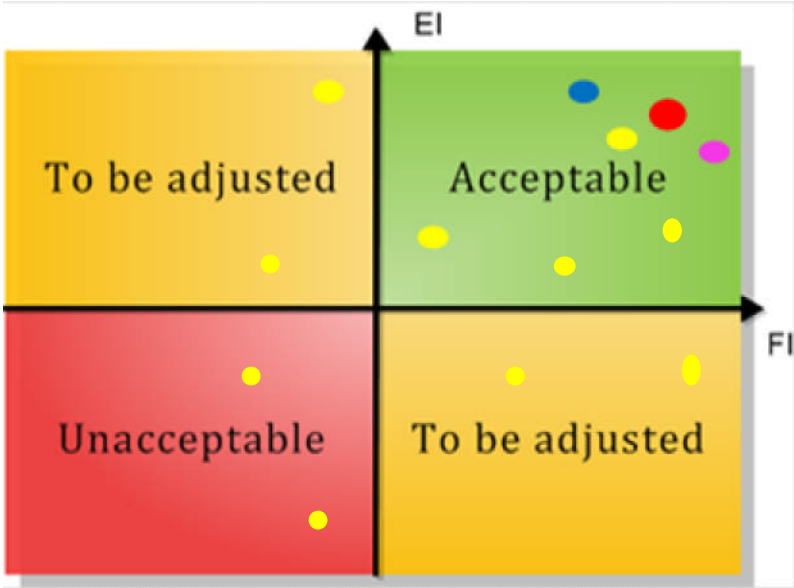 EI
To be adjusted
Acceptable
FI
Unacceptable
To be adjusted